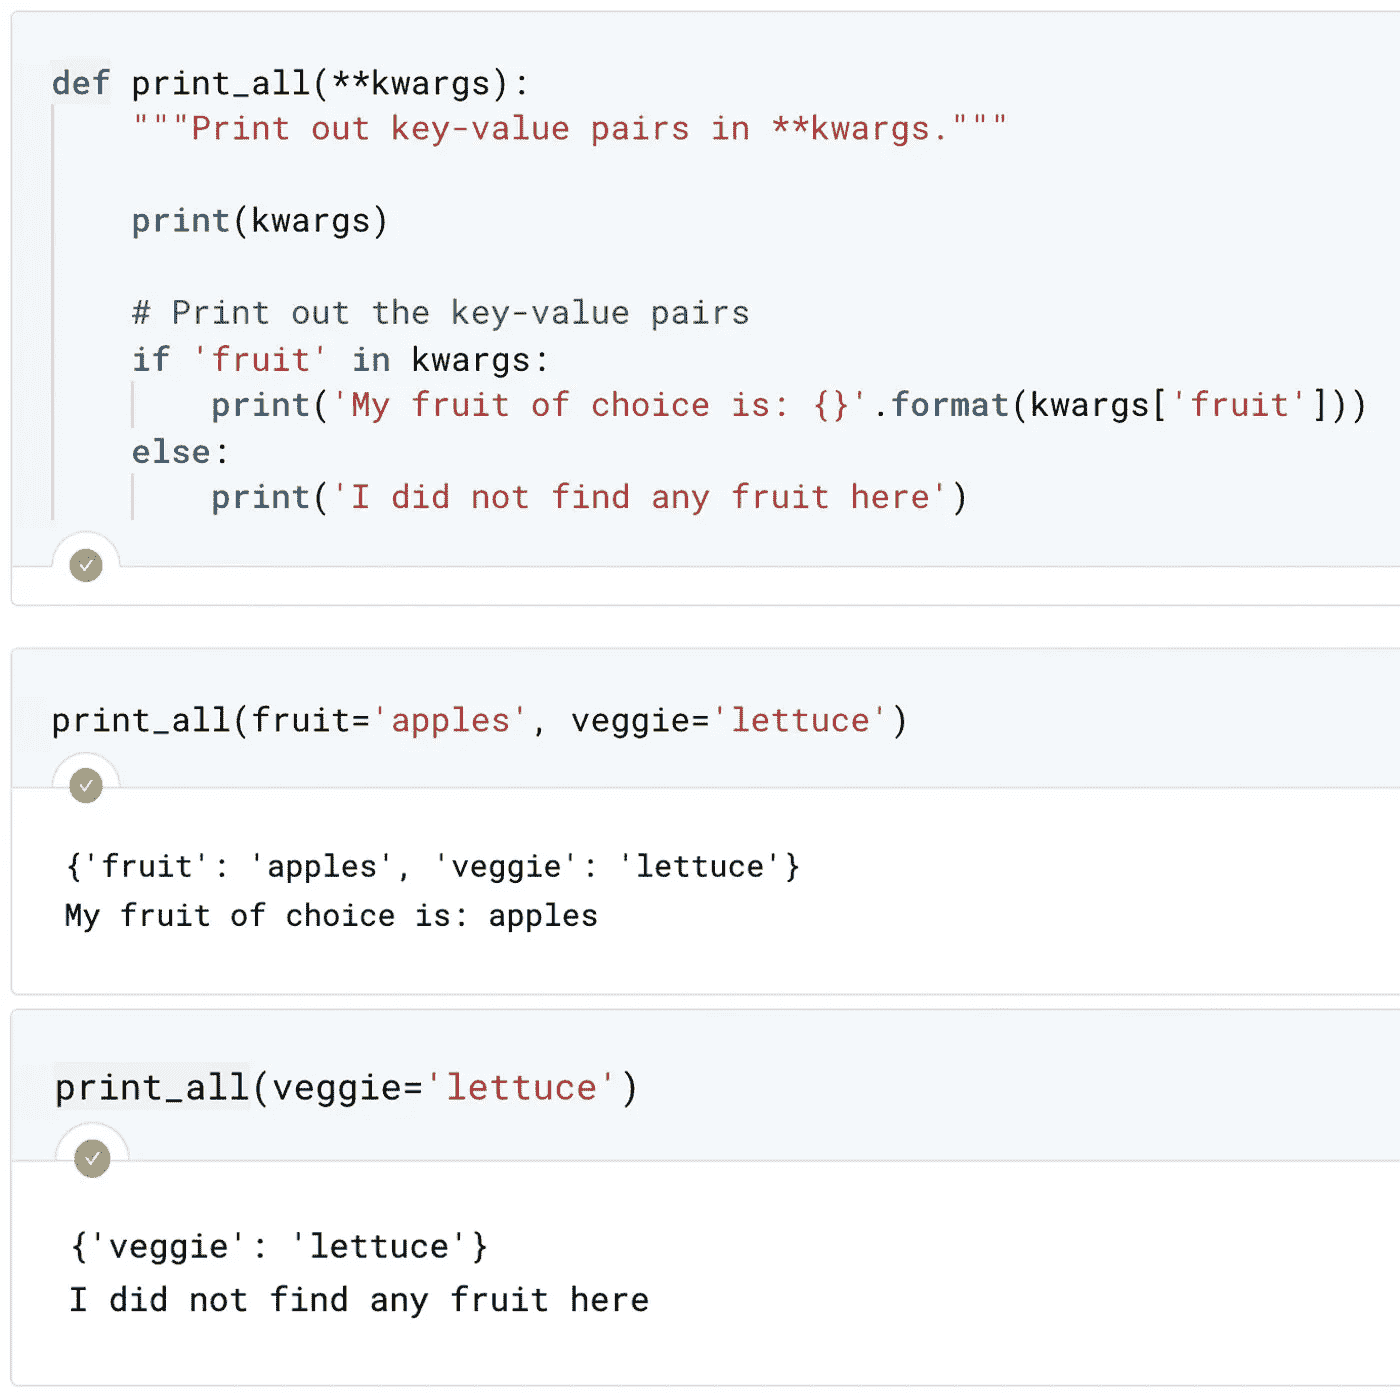 def print_all(**kwargs):
    """Print out key-value pairs in **kwargs."""
    print(kwargs)
    # Print out the key-value pairs
    if 'fruit' in kwargs:
        print('My fruit of choice is: {}'.format(kwargs['fruit']))
    else:
        print('I did not find any fruit here')
print_all(fruit='apples', veggie='lettuce')
{'fruit': 'apples', 'veggie': 'lettuce'}
My fruit of choice is: apples
print_all(veggie='lettuce')
{'veggie': 'lettuce'}
I did not find any fruit here